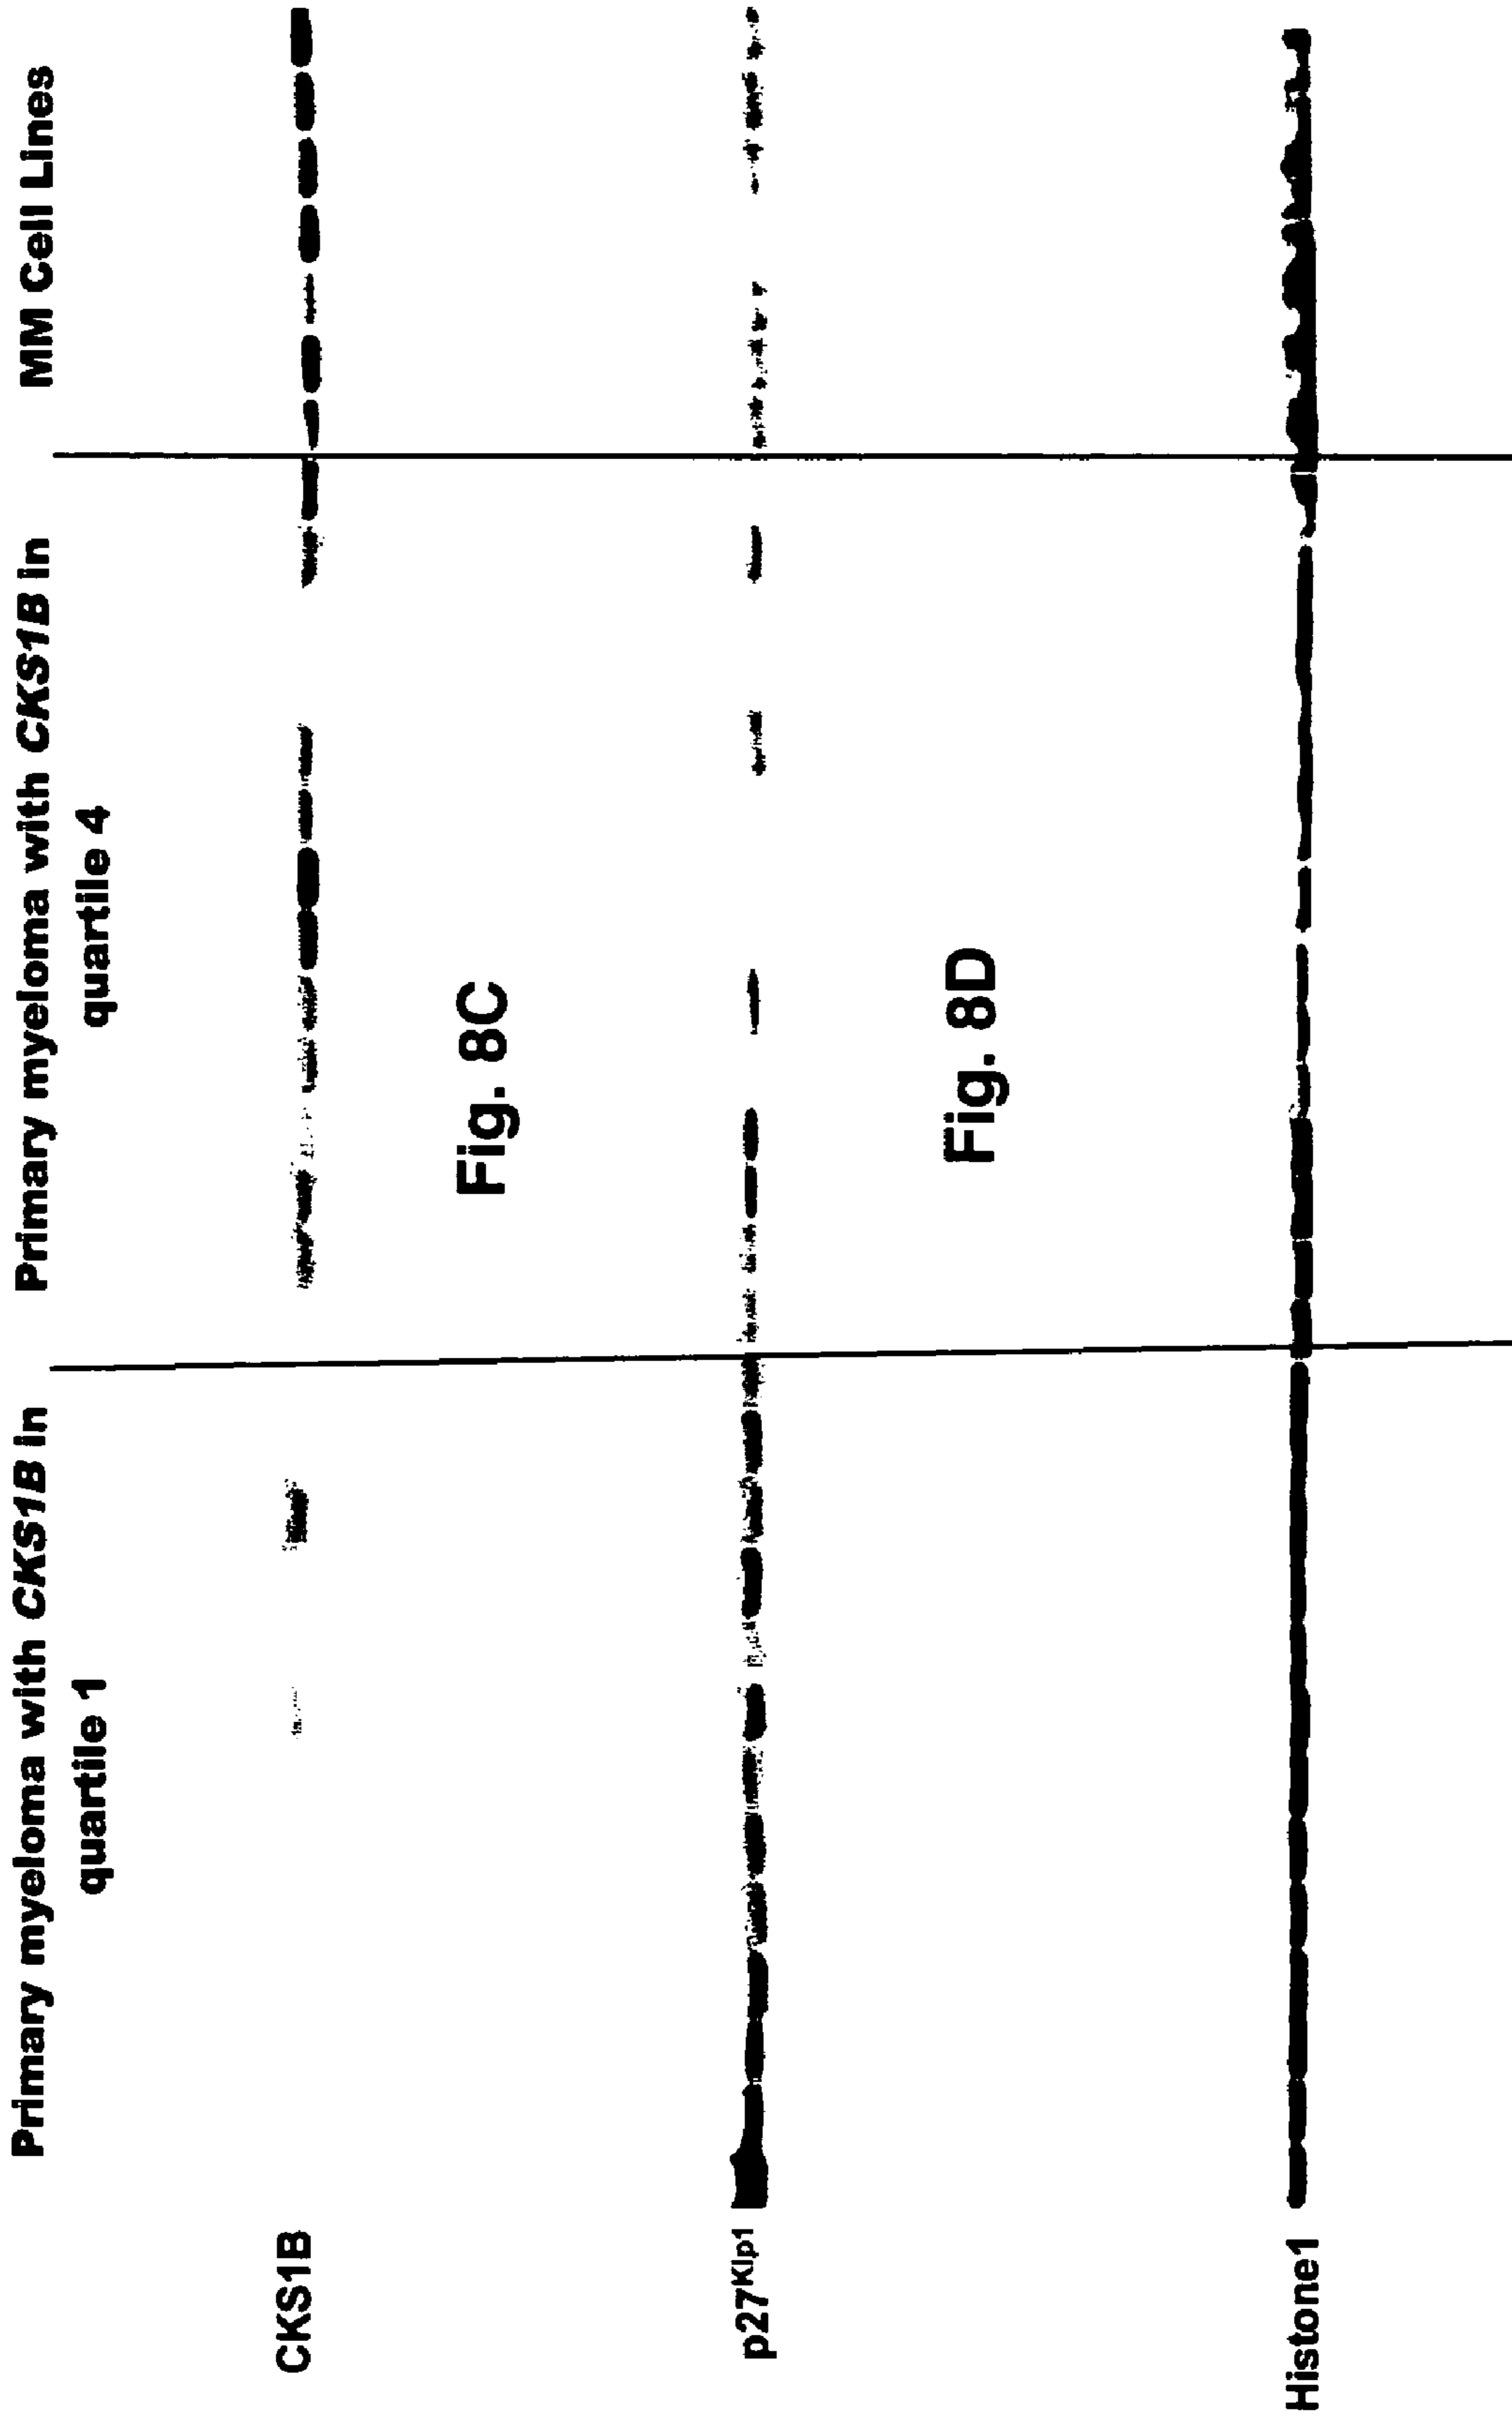 Primary myeloma with CKS1B in
quartile 1
Primary myeloma with CKS1B in
quartile 4
MM Cell Lines
CKS1B
Fig. 8C
p27Kip1
Fig. 8D
Histone1